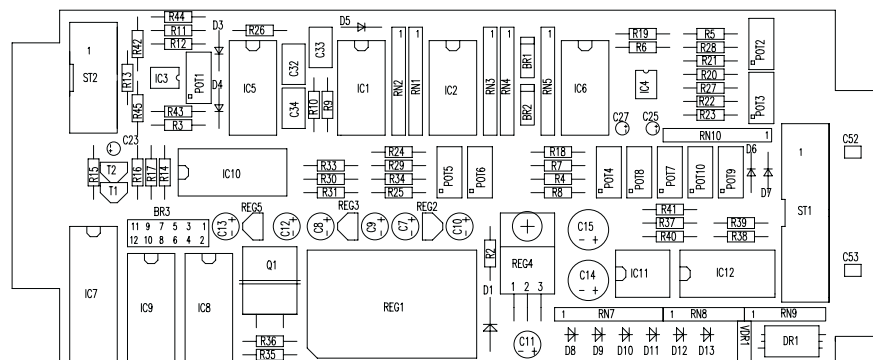 R44
R11
R12
D3
R26
D5
R19
R6
R5
R28
R21
R20
R27
R22
R23
POT2
POT3
1
ST2
R42
R13
R45
IC3
POT1
D4
R43
R3
IC5
C32
C34
C33
R10
R9
IC1
1
RN2
1
RN1
IC2
1
RN3
1
RN4
BR1
BR2
1
RN5
IC6
IC4
C27
C25
RN10 1
C23
R15
T2
T1
R16
R17
R14
IC10
R33
R30
R31
R24
R29
R34
R25
POT5
POT6
R18
R7
R4
R8
POT4
POT8
POT7
POT10
POT9
D6
D7
1
ST1
C52
C53
BR3
11 9 7 5 3 1
12 10 8 6 4 2
C13
REG5
C12
C8
REG3
C9
C7
REG2
C10
R2
REG4
1 2 3
C15
C14
R41
R37
R40
R39
R38
IC7
IC9
IC8
Q1
REG1
D1
IC11
IC12
R36
R35
C11
1 RN7
1 RN8
1 RN9
D8 D9 D10 D11 D12 D13
VDR1
DR1